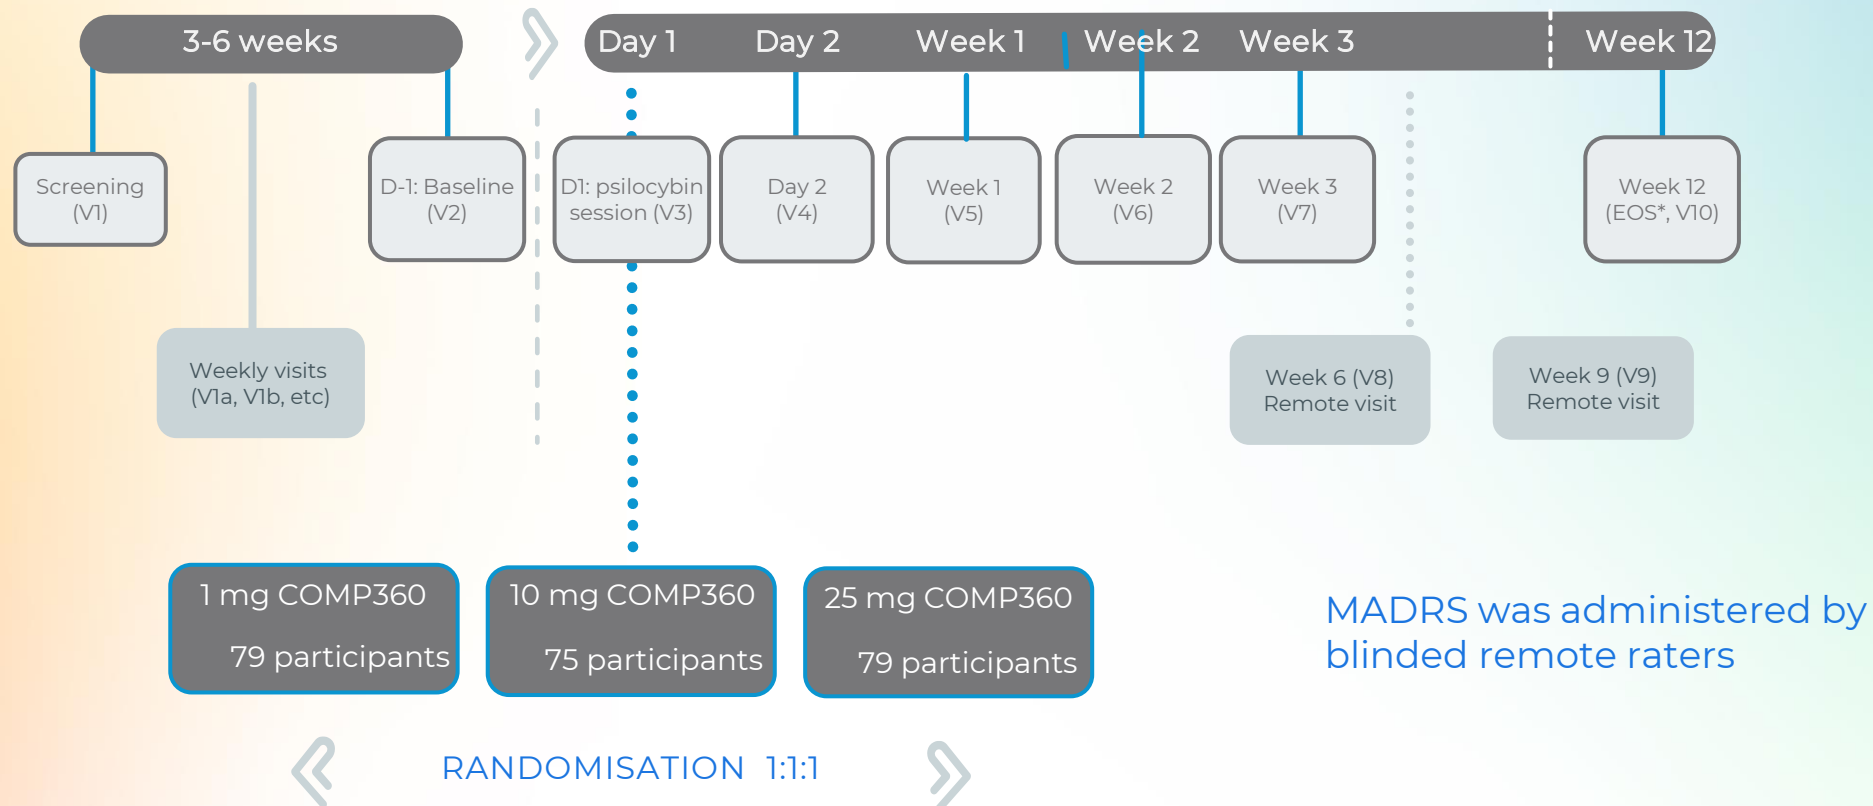 3-6 weeks
Day 1
Day 2
Week 1
Week 2
Week 3
Week 12
Screening
(V1)
D-1: Baseline
(V2)
D1: psilocybin
session (V3)
Day 2
(V4)
Week 1
(V5)
Week 2
(V6)
Week 3
(V7)
Week 12
(EOS*, V10)
Weekly visits
(V1a, V1b, etc)
Week 6 (V8)
Remote visit
Week 9 (V9)
Remote visit
1 mg COMP360
79 participants
10 mg COMP360
75 participants
25 mg COMP360
79 participants
MADRS was administered by
blinded remote raters
RANDOMISATION 1:1:1